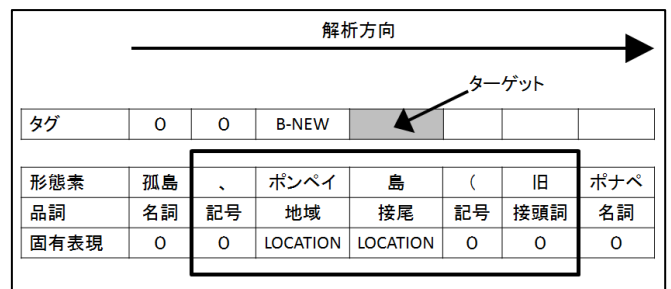 解析方向
ターゲット
タグ O O B-NEW
形態素 孤島 、 ポンペイ 島 ( 旧 ポナペ
品詞 名詞 記号 地域 接尾 記号 接頭詞 名詞
固有表現 O O LOCATION LOCATION O O O